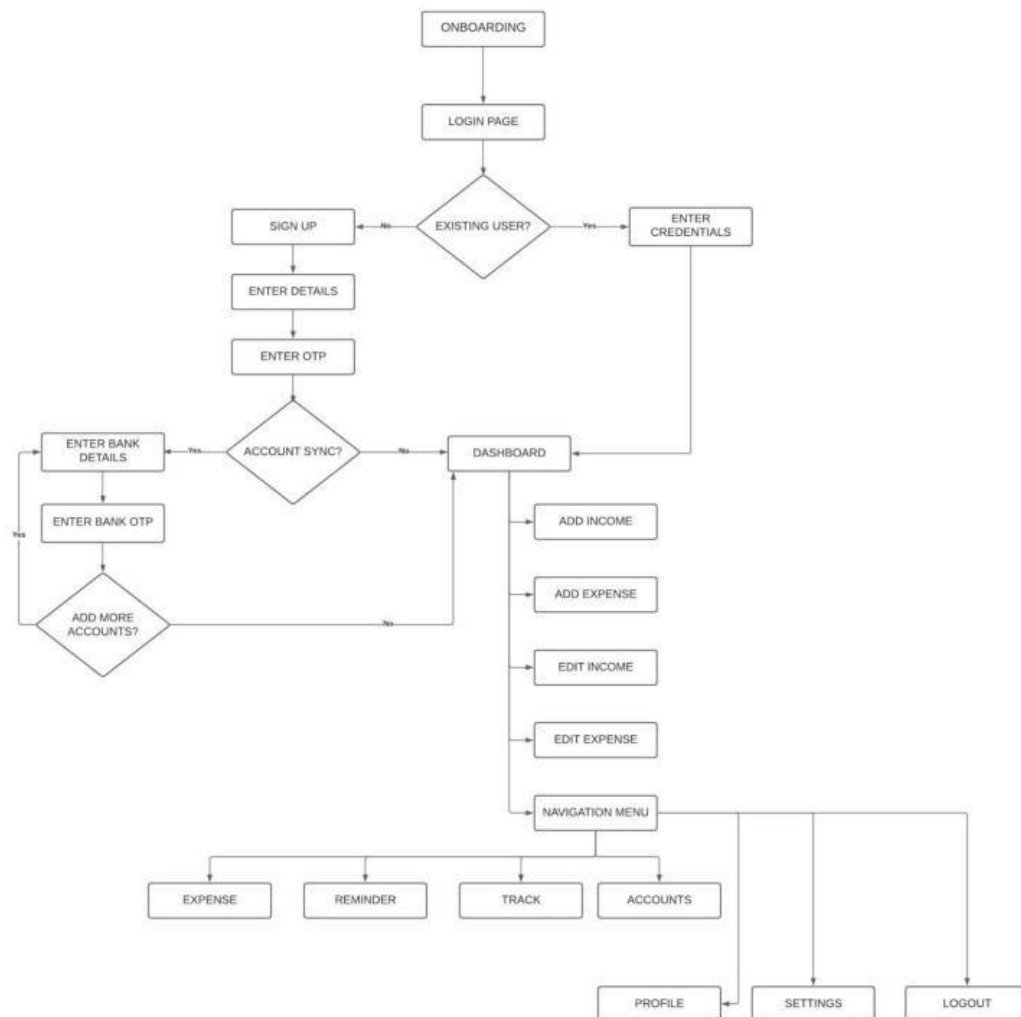 ONBOARDING
LOGIN PAGE
SIGN UP
No
EXISTING USER?
Yes
ENTER
CREDENTIALS
ENTER DETAILS
ENTER OTP
ENTER BANK
DETAILS
Yes
ACCOUNT SYNC?
No
DASHBOARD
ENTER BANK OTP
ADD INCOME
Yes
ADD EXPENSE
ADD MORE
ACCOUNTS?
No
EDIT INCOME
EDIT EXPENSE
NAVIGATION MENU
EXPENSE
REMINDER
TRACK
ACCOUNTS
PROFILE
SETTINGS
LOGOUT